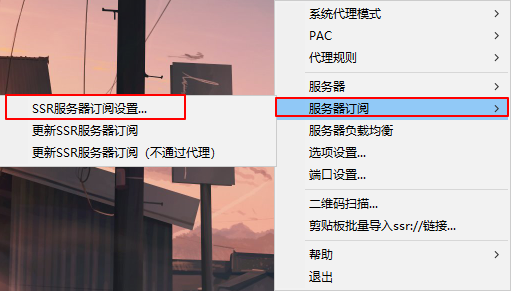 系统代理模式
PAC
代理规则
服务器
服务器订阅
服务器负载均衡
选项设置...
端口设置...
二维码扫描...
剪贴板批量导入ssr://链接...
帮助
退出
SSR服务器订阅设置...
更新SSR服务器订阅
更新SSR服务器订阅（不通过代理）